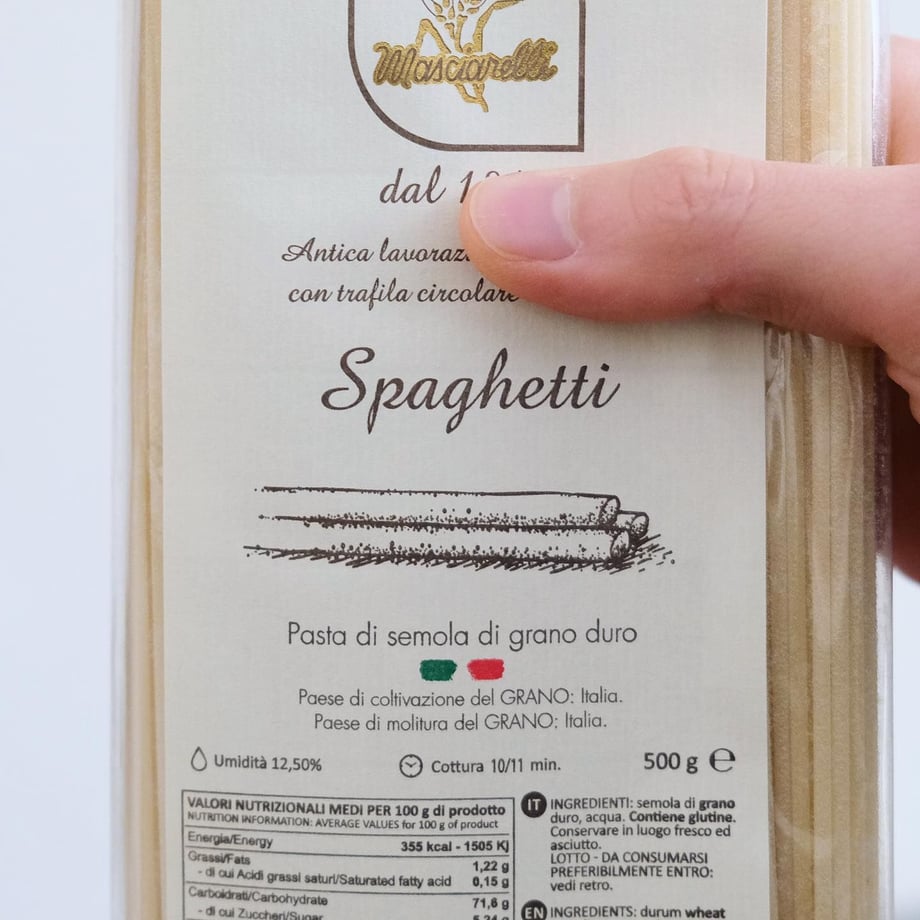 Masciarelli
dal
Antica
con trafila circolare
Spaghetti
Pasta di semola di grano duro
Paese di coltivazione del GRANO: Italia.
Paese di molitura del GRANO: Italia.
Umidità 12,50%
Cottura 10/11 min.
500 g ℮
VALORI NUTRIZIONALI MEDI PER 100 g di prodotto
NUTRITION INFORMATION: AVERAGE VALUES for 100 g of product
Energia/Energy 355 kcal - 1505 Kj
Grassi/Fats 1,22 g
- di cui Acidi grassi saturi/Saturated fatty acid 0,15 g
Carboidrati/Carbohydrate 71,6 g
- di cui Zuccheri/Sugar
IT INGREDIENTI: semola di grano
duro, acqua. Contiene glutine.
Conservare in luogo fresco ed
asciutto.
LOTTO - DA CONSUMARSI
PREFERIBILMENTE ENTRO:
vedi retro.
EN INGREDIENTS: durum wheat